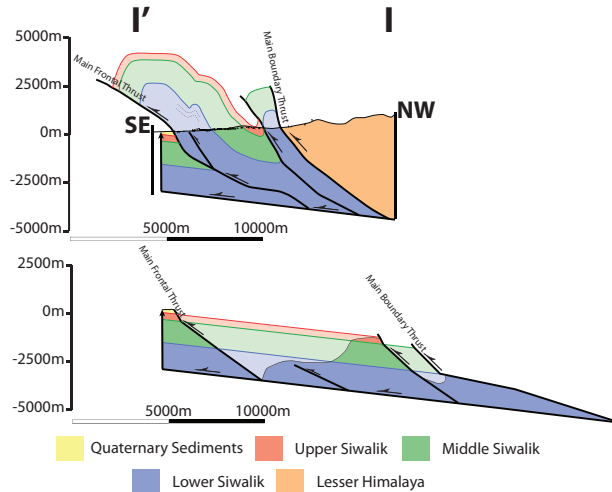 I' I
5000m
2500m
0m
-2500m
-5000m
Main Frontal Thrust
Main Boundary Thrust
SE
NW
5000m 10000m
2500m
0m
-2500m
-5000m
Main Frontal Thrust
Main Boundary Thrust
5000m 10000m
Quaternary Sediments Upper Siwalik Middle Siwalik
Lower Siwalik Lesser Himalaya